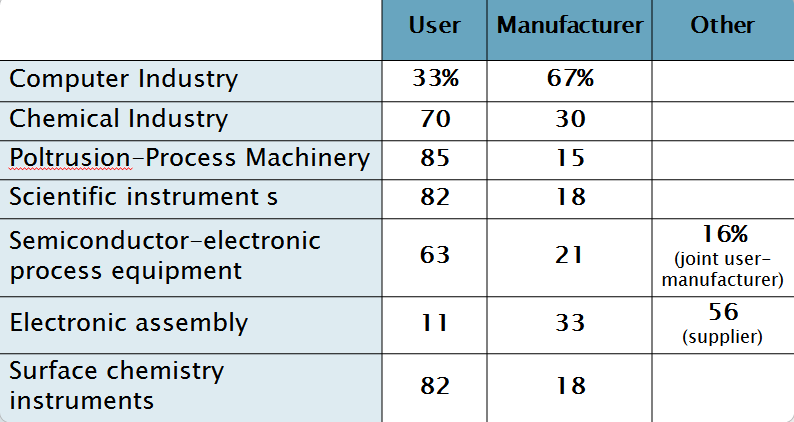 User Manufacturer Other
Computer Industry 33% 67%
Chemical Industry 70 30
Poltrusion-Process Machinery 85 15
Scientific instrument s 82 18
Semiconductor-electronic
process equipment 63 21 16%
(joint user-
manufacturer)
Electronic assembly 11 33 56
(supplier)
Surface chemistry
instruments 82 18